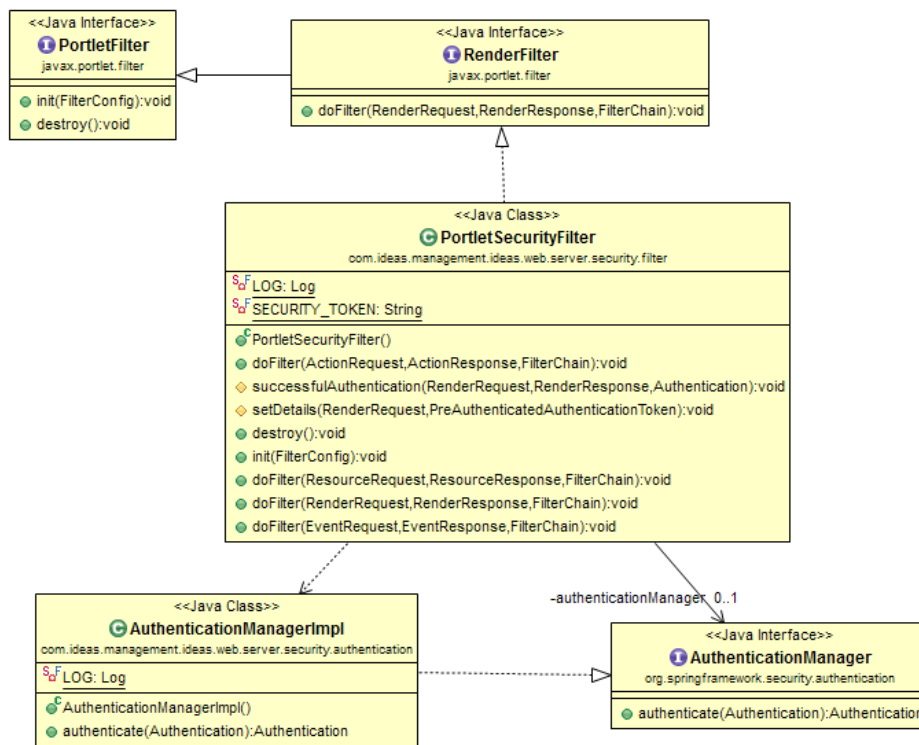 <<Java Interface>>
PortletFilter
javax.portlet.filter
init(FilterConfig):void
destroy():void
<<Java Interface>>
RenderFilter
javax.portlet.filter
doFilter(RenderRequest,RenderResponse,FilterChain):void
<<Java Class>>
PortletSecurityFilter
com.ideas.management.ideas.web.server.security.filter
LOG: Log
SECURITY_TOKEN: String
PortletSecurityFilter()
doFilter(ActionRequest,ActionResponse,FilterChain):void
successfulAuthentication(RenderRequest,RenderResponse,Authentication):void
setDetails(RenderRequest,PreAuthenticatedAuthenticationToken):void
destroy():void
init(FilterConfig):void
doFilter(ResourceRequest,ResourceResponse,FilterChain):void
doFilter(RenderRequest,RenderResponse,FilterChain):void
doFilter(EventRequest,EventResponse,FilterChain):void
-authenticationManager 0..1
<<Java Class>>
AuthenticationManagerImpl
com.ideas.management.ideas.web.server.security.authentication
LOG: Log
AuthenticationManagerImpl()
authenticate(Authentication):Authentication
<<Java Interface>>
AuthenticationManager
org.springframework.security.authentication
authenticate(Authentication):Authentication